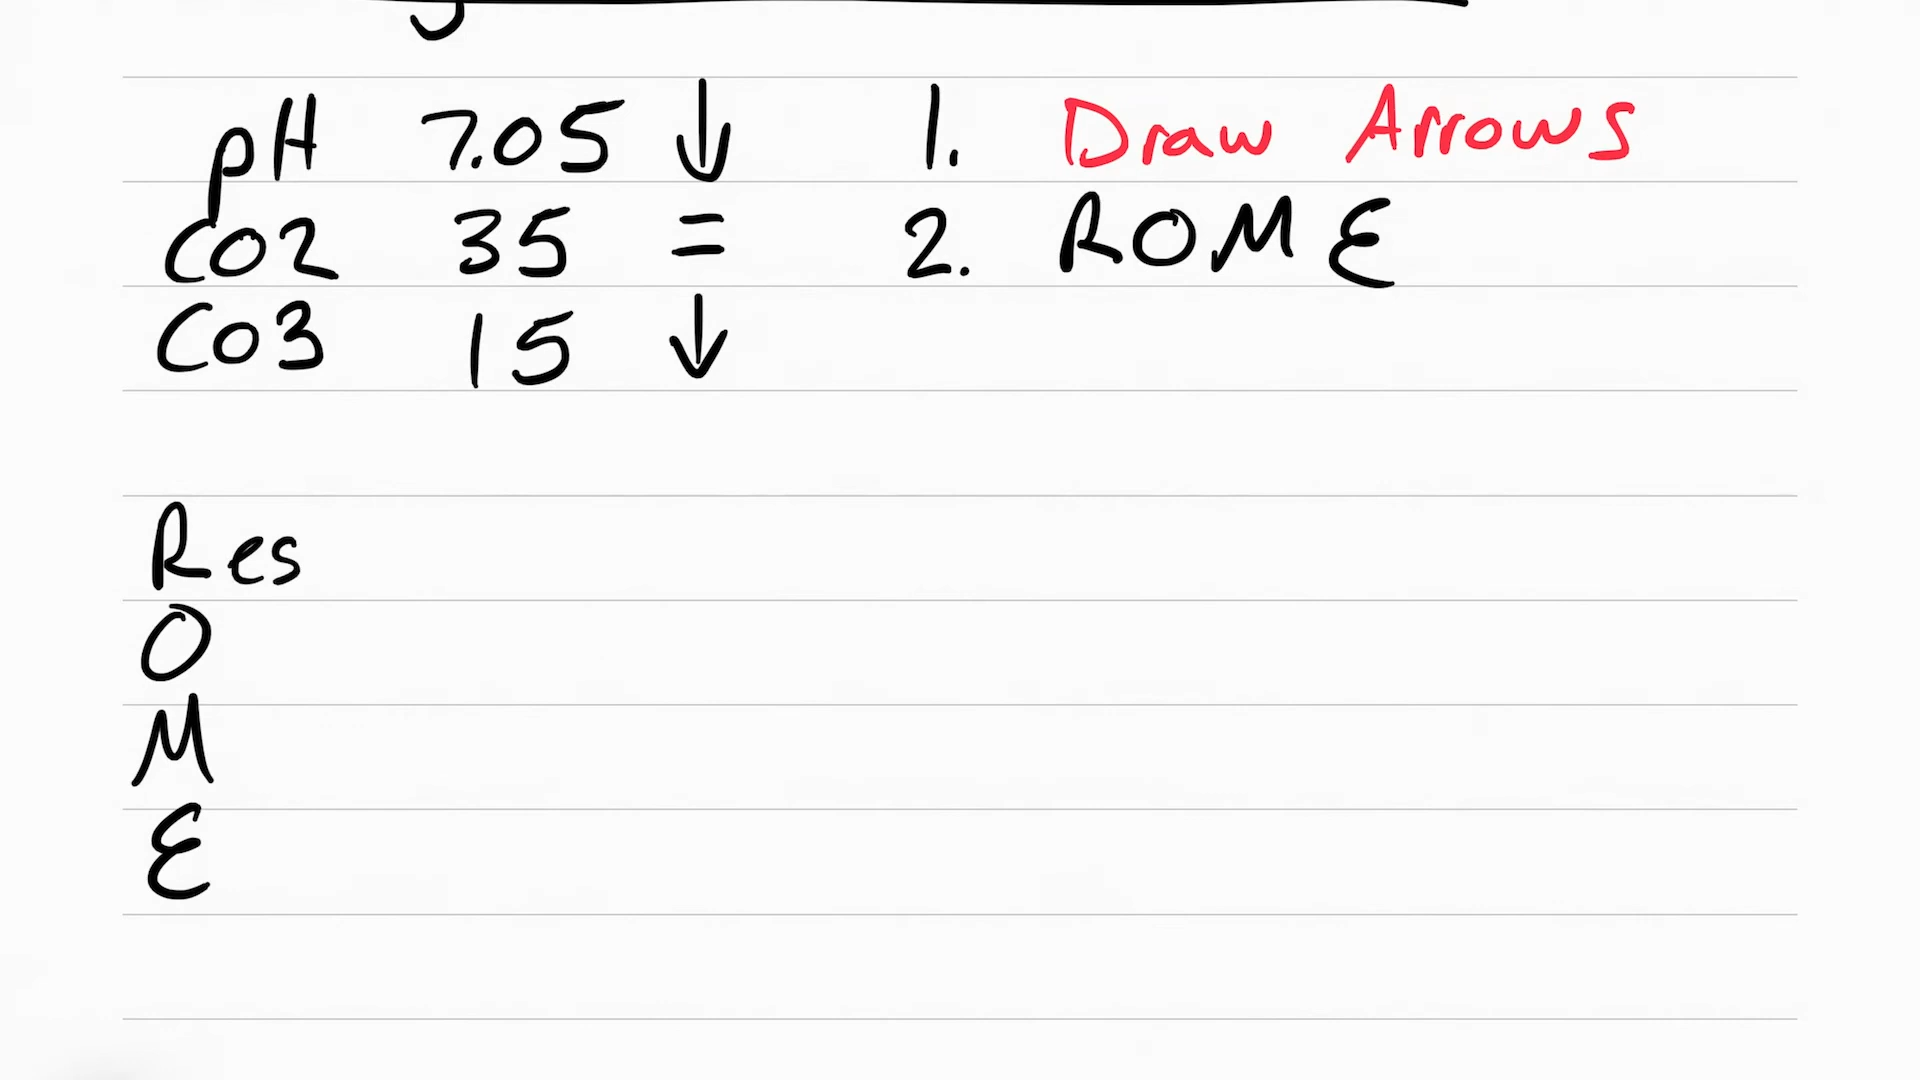 pH 7.05 ↓ 1. Draw Arrows
CO2 35 = 2. ROME
CO3 15 ↓
Res
O
M
E